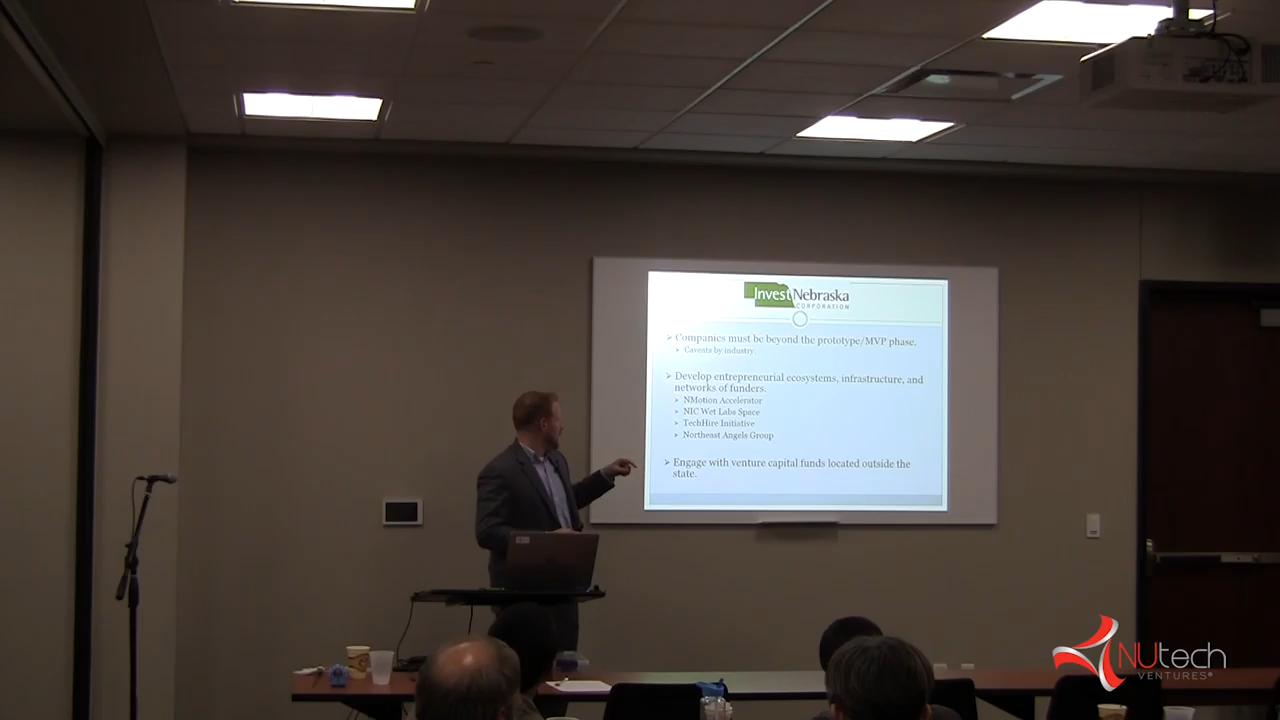 Invest Nebraska
CORPORATION
Companies must be beyond the prototype/MVP phase.
Caveats by industry.
Develop entrepreneurial ecosystems, infrastructure, and
networks of funders.
NMotion Accelerator
NIC Wet Labs Space
TechHire Initiative
Northeast Angels Group
Engage with venture capital funds located outside the
state.
NUtech
VENTURES®